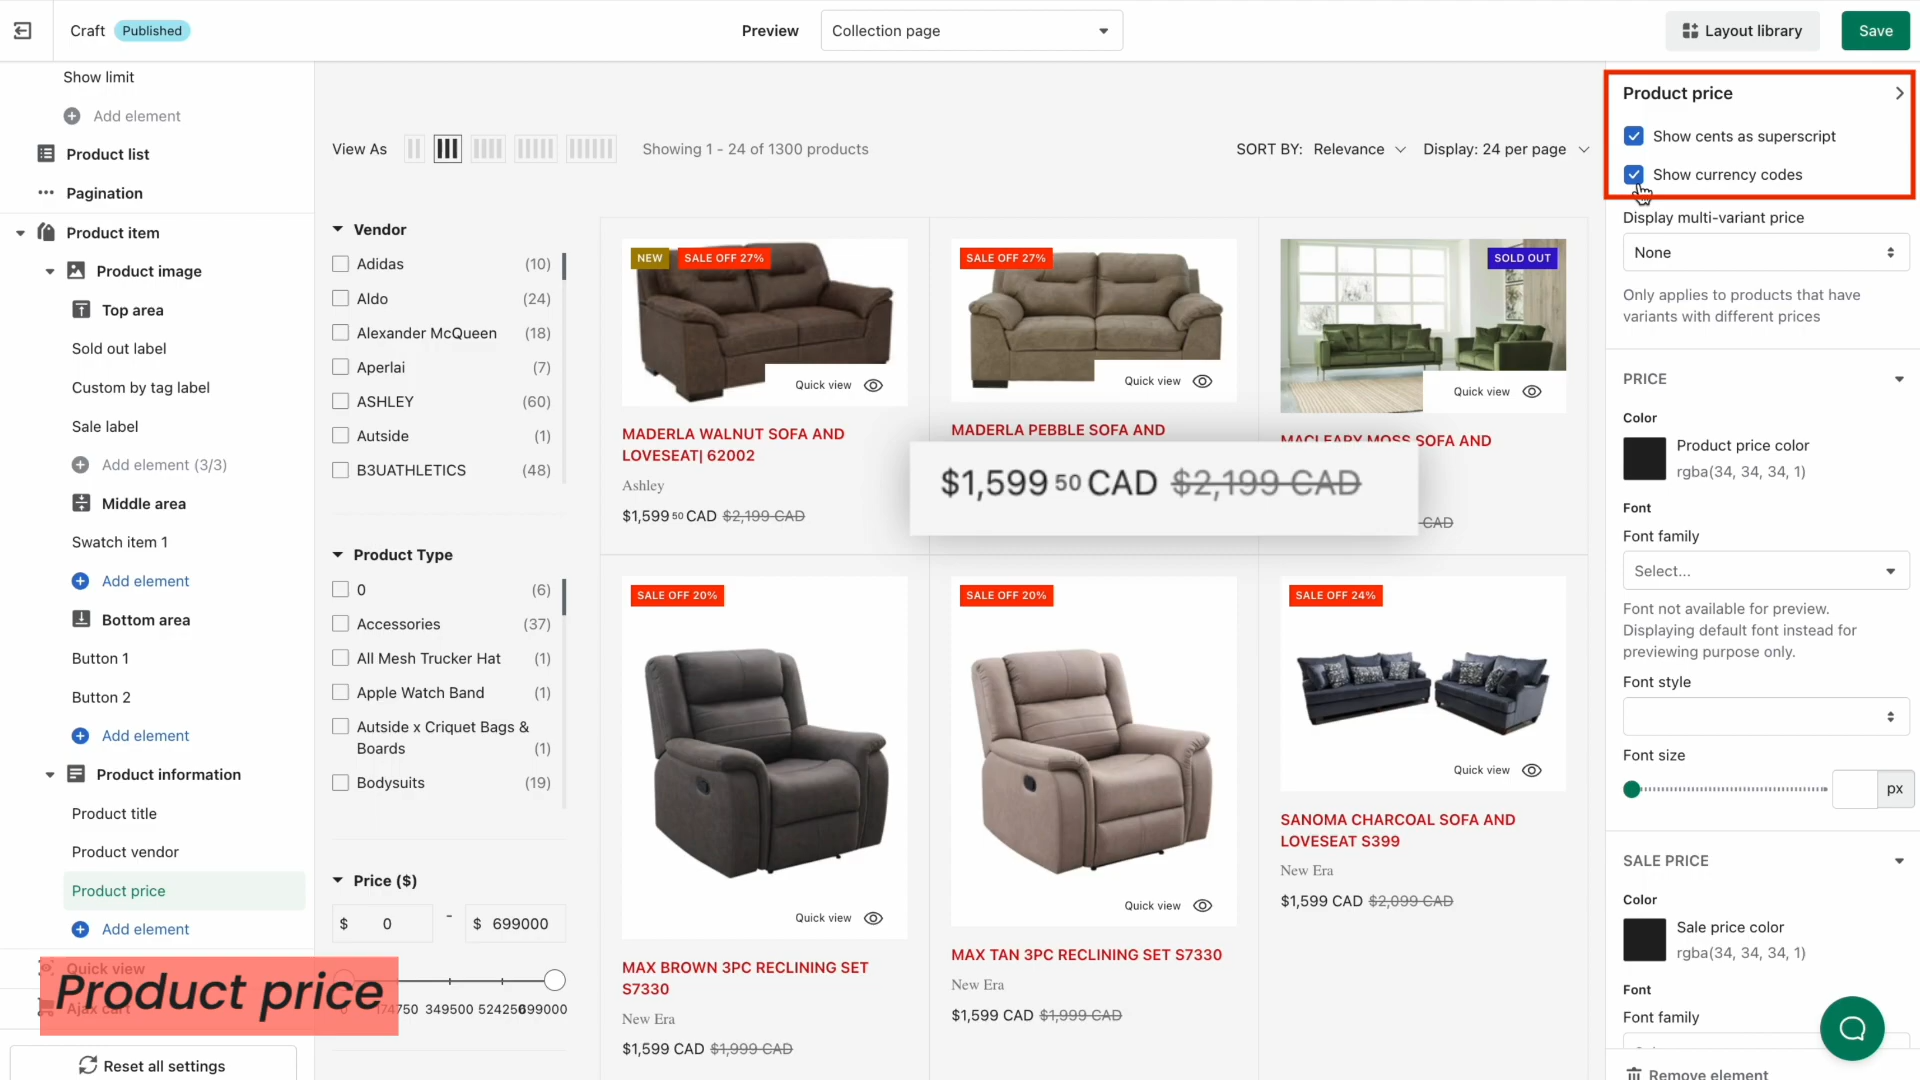 Craft
Published
Preview
Collection page
Layout library
Save
Show limit
Add element
Product list
Pagination
Product item
Product image
Top area
Sold out label
Custom by tag label
Sale label
Add element (3/3)
Middle area
Swatch item 1
Add element
Bottom area
Button 1
Button 2
Add element
Product information
Product title
Product vendor
Product price
Add element
Quick view
Ajax cart
Product price
Reset all settings
View As
Showing 1 - 24 of 1300 products
SORT BY: Relevance
Display: 24 per page
Vendor
Adidas (10)
Aldo (24)
Alexander McQueen (18)
Aperlai (7)
ASHLEY (60)
Autside (1)
B3UATHLETICS (48)
Product Type
0 (6)
Accessories (37)
All Mesh Trucker Hat (1)
Apple Watch Band (1)
Autside x Criquet Bags &
Boards (1)
Bodysuits (19)
Price ($)
$ 0 - $ 699000
349500
699000
NEW
SALE OFF 27%
Quick view
MADERLA WALNUT SOFA AND
LOVESEAT| 62002
Ashley
$1,599 50 CAD $2,199 CAD
SALE OFF 27%
Quick view
MADERLA PEBBLE SOFA AND
SOLD OUT
Quick view
MACLEARY MOSS SOFA AND
$1,599 50 CAD $2,199 CAD
CAD
SALE OFF 20%
Quick view
MAX BROWN 3PC RECLINING SET
S7330
New Era
$1,599 CAD $1,999 CAD
SALE OFF 20%
Quick view
MAX TAN 3PC RECLINING SET S7330
New Era
$1,599 CAD $1,999 CAD
SALE OFF 24%
Quick view
SANOMA CHARCOAL SOFA AND
LOVESEAT S399
New Era
$1,599 CAD $2,099 CAD
Product price
Show cents as superscript
Show currency codes
Display multi-variant price
None
Only applies to products that have
variants with different prices
PRICE
Color
Product price color
rgba(34, 34, 34, 1)
Font
Font family
Select...
Font not available for preview.
Displaying default font instead for
previewing purpose only.
Font style
Font size
px
SALE PRICE
Color
Sale price color
rgba(34, 34, 34, 1)
Font
Font family
Remove element